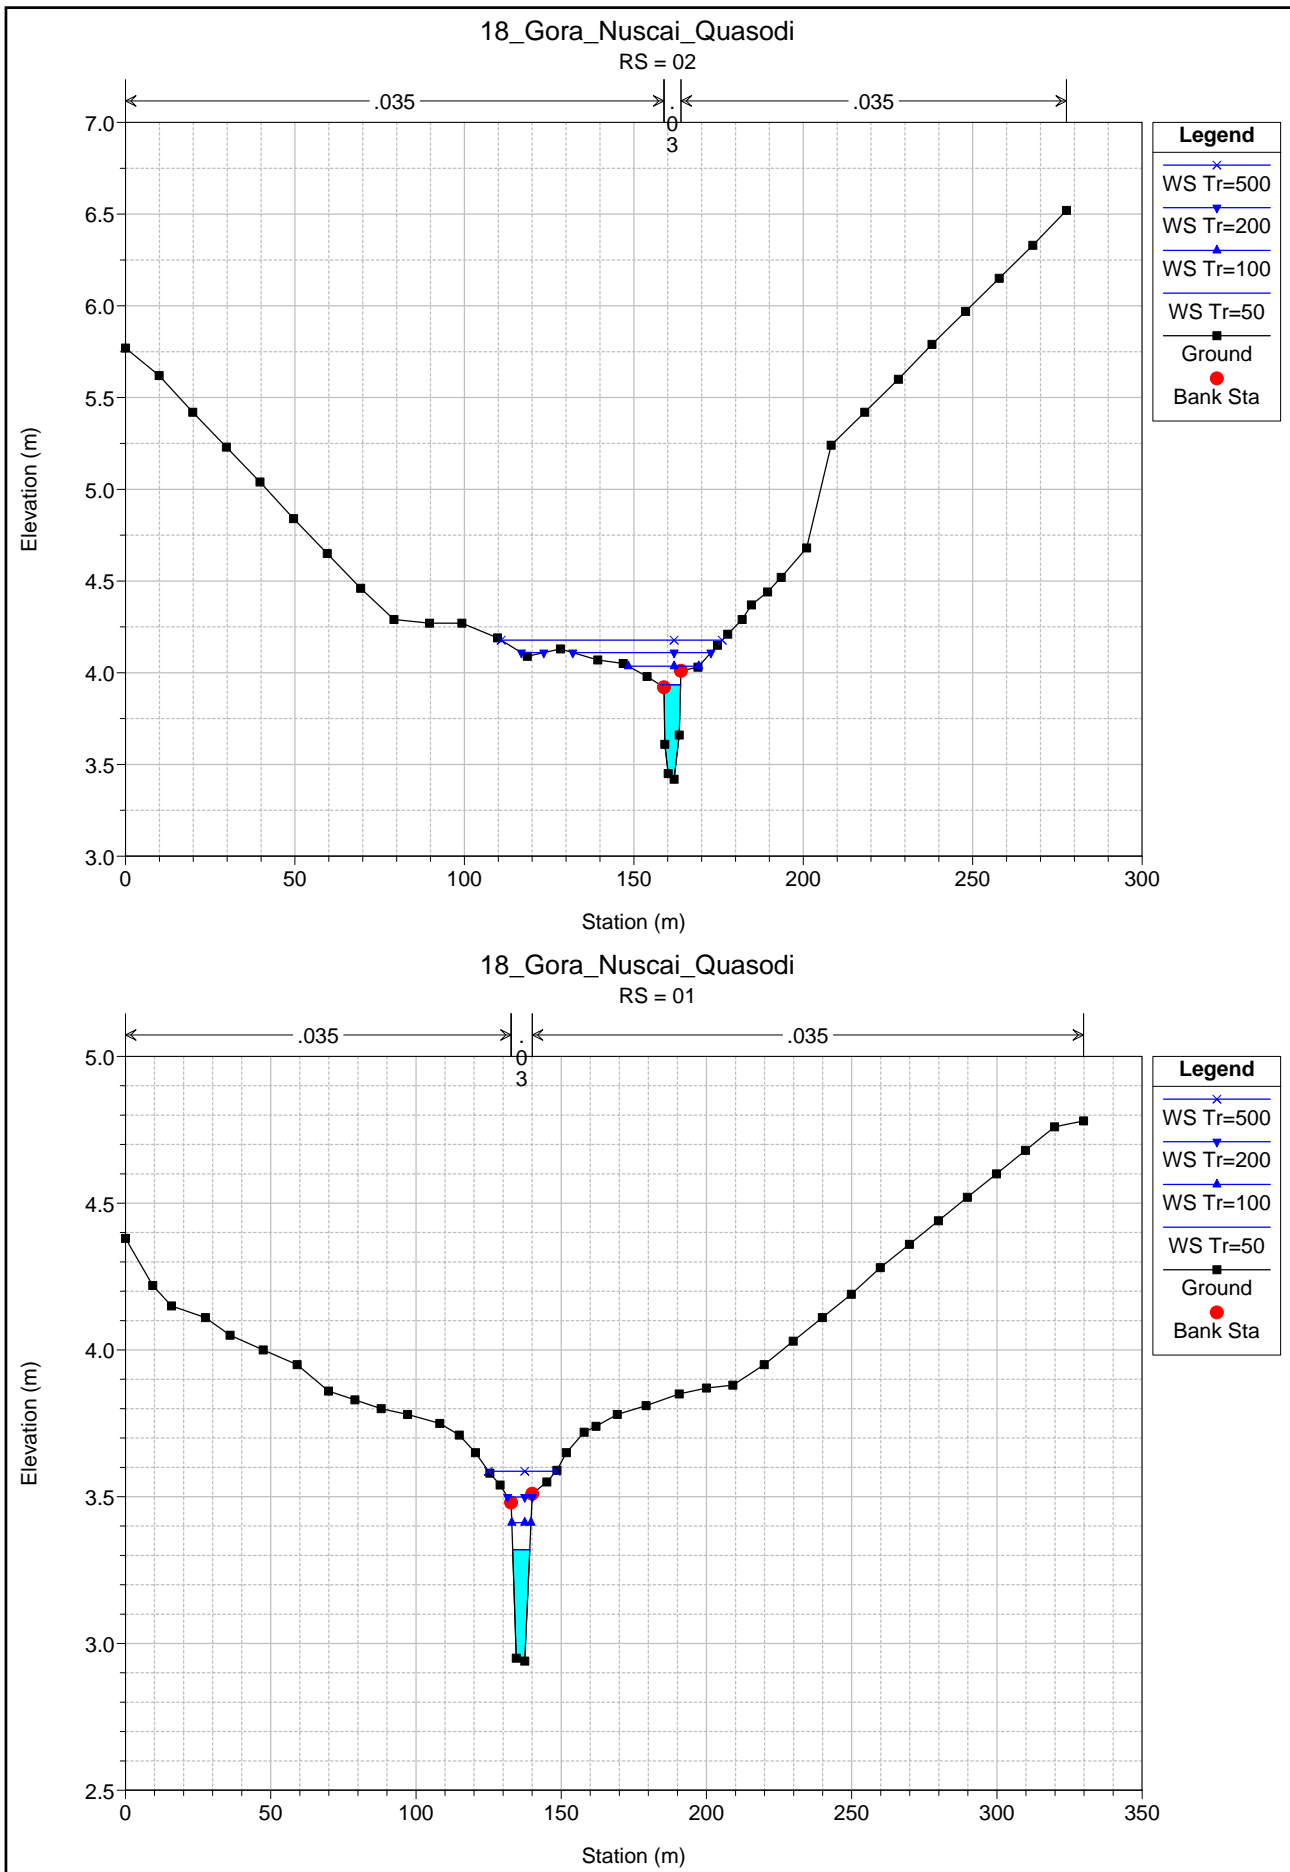 18_Gora_Nuscai_Quasodi
RS = 02
.035
.03
.035
Legend
WS Tr=500
WS Tr=200
WS Tr=100
WS Tr=50
Ground
Bank Sta
7.0
6.5
6.0
5.5
5.0
4.5
4.0
3.5
3.0
Elevation (m)
0 50 100 150 200 250 300
Station (m)
18_Gora_Nuscai_Quasodi
RS = 01
.035
.03
.035
Legend
WS Tr=500
WS Tr=200
WS Tr=100
WS Tr=50
Ground
Bank Sta
5.0
4.5
4.0
3.5
3.0
2.5
Elevation (m)
0 50 100 150 200 250 300 350
Station (m)